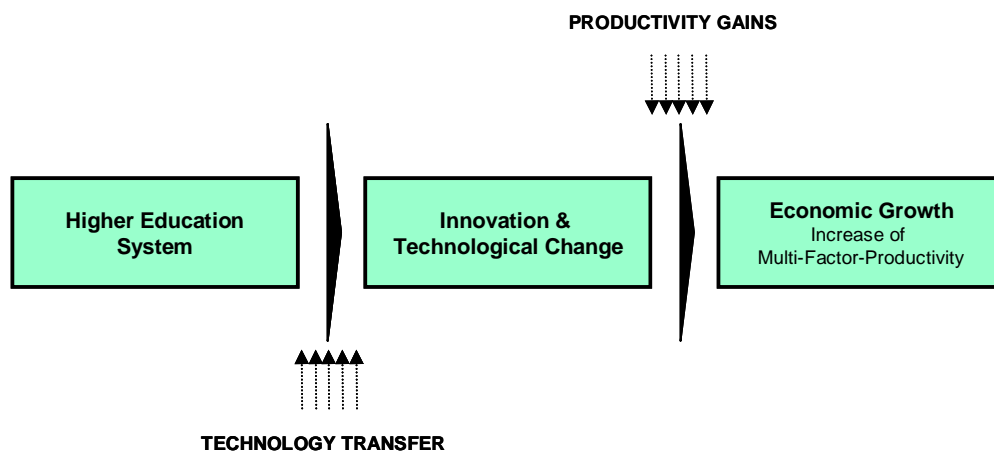 PRODUCTIVITY GAINS
Higher Education
System
Innovation &
Technological Change
Economic Growth
Increase of
Multi-Factor-Productivity
TECHNOLOGY TRANSFER